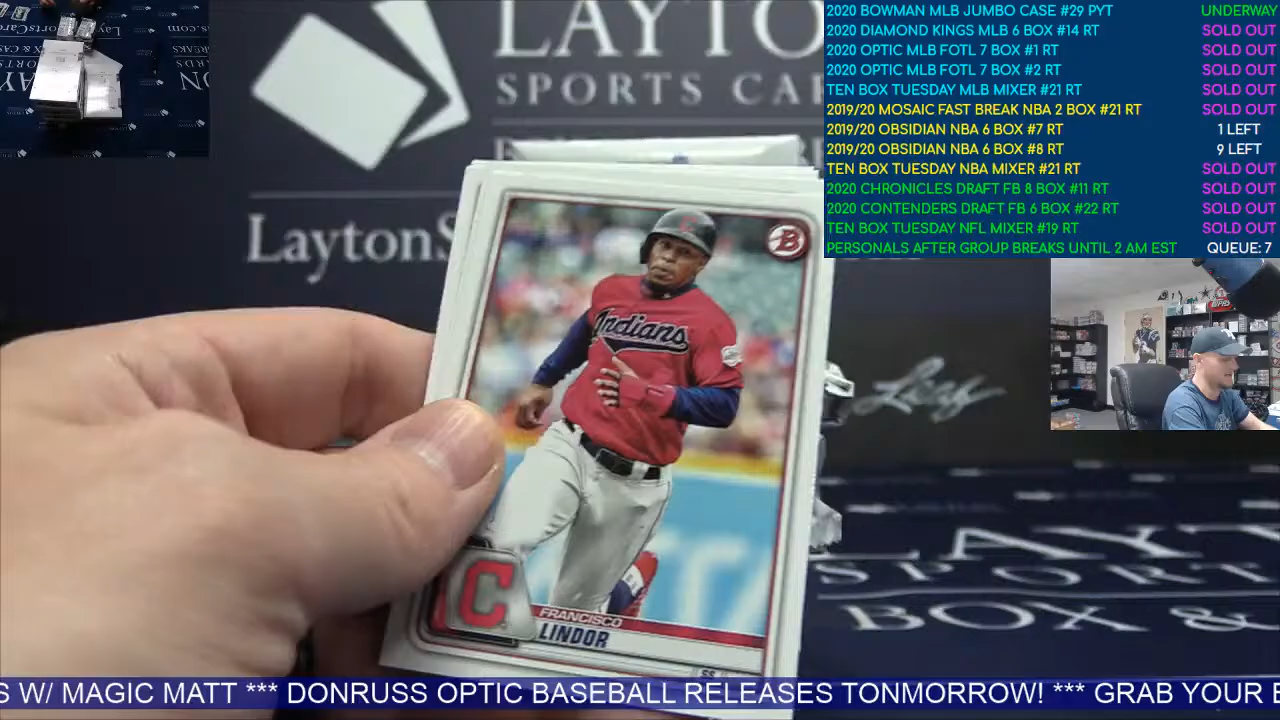 2020 BOWMAN MLB JUMBO CASE #29 PYT UNDERWAY
2020 DIAMOND KINGS MLB 6 BOX #14 RT SOLD OUT
2020 OPTIC MLB FOTL 7 BOX #1 RT SOLD OUT
2020 OPTIC MLB FOTL 7 BOX #2 RT SOLD OUT
TEN BOX TUESDAY MLB MIXER #21 RT SOLD OUT
2019/20 MOSAIC FAST BREAK NBA 2 BOX #21 RT SOLD OUT
2019/20 OBSIDIAN NBA 6 BOX #7 RT 1 LEFT
2019/20 OBSIDIAN NBA 6 BOX #8 RT 9 LEFT
TEN BOX TUESDAY NBA MIXER #21 RT SOLD OUT
2020 CHRONICLES DRAFT FB 8 BOX #11 RT SOLD OUT
2020 CONTENDERS DRAFT FB 6 BOX #22 RT SOLD OUT
TEN BOX TUESDAY NFL MIXER #19 RT SOLD OUT
PERSONALS AFTER GROUP BREAKS UNTIL 2 AM EST QUEUE: 7
LAYTO
SPORTS CA
LaytonS
B
Indians
C
FRANCISCO
LINDOR
SS
LAYT
SPORT
BOX &
S W/ MAGIC MATT *** DONRUSS OPTIC BASEBALL RELEASES TONMORROW! *** GRAB YOUR